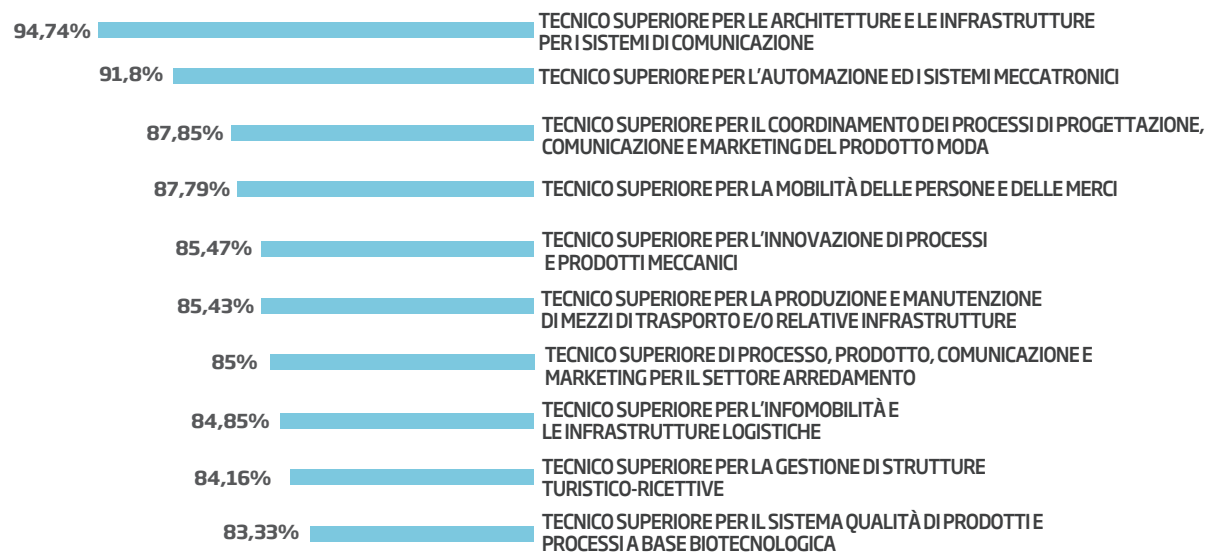 94,74% TECNICO SUPERIORE PER LE ARCHITETTURE E LE INFRASTRUTTURE
PER I SISTEMI DI COMUNICAZIONE
91,8% TECNICO SUPERIORE PER L'AUTOMAZIONE ED I SISTEMI MECCATRONICI
87,85% TECNICO SUPERIORE PER IL COORDINAMENTO DEI PROCESSI DI PROGETTAZIONE,
COMUNICAZIONE E MARKETING DEL PRODOTTO MODA
87,79% TECNICO SUPERIORE PER LA MOBILITÀ DELLE PERSONE E DELLE MERCI
85,47% TECNICO SUPERIORE PER L'INNOVAZIONE DI PROCESSI
E PRODOTTI MECCANICI
85,43% TECNICO SUPERIORE PER LA PRODUZIONE E MANUTENZIONE
DI MEZZI DI TRASPORTO E/O RELATIVE INFRASTRUTTURE
85% TECNICO SUPERIORE DI PROCESSO, PRODOTTO, COMUNICAZIONE E
MARKETING PER IL SETTORE ARREDAMENTO
84,85% TECNICO SUPERIORE PER L'INFOMOBILITÀ E
LE INFRASTRUTTURE LOGISTICHE
84,16% TECNICO SUPERIORE PER LA GESTIONE DI STRUTTURE
TURISTICO-RICETTIVE
83,33% TECNICO SUPERIORE PER IL SISTEMA QUALITÀ DI PRODOTTI E
PROCESSI A BASE BIOTECNOLOGICA